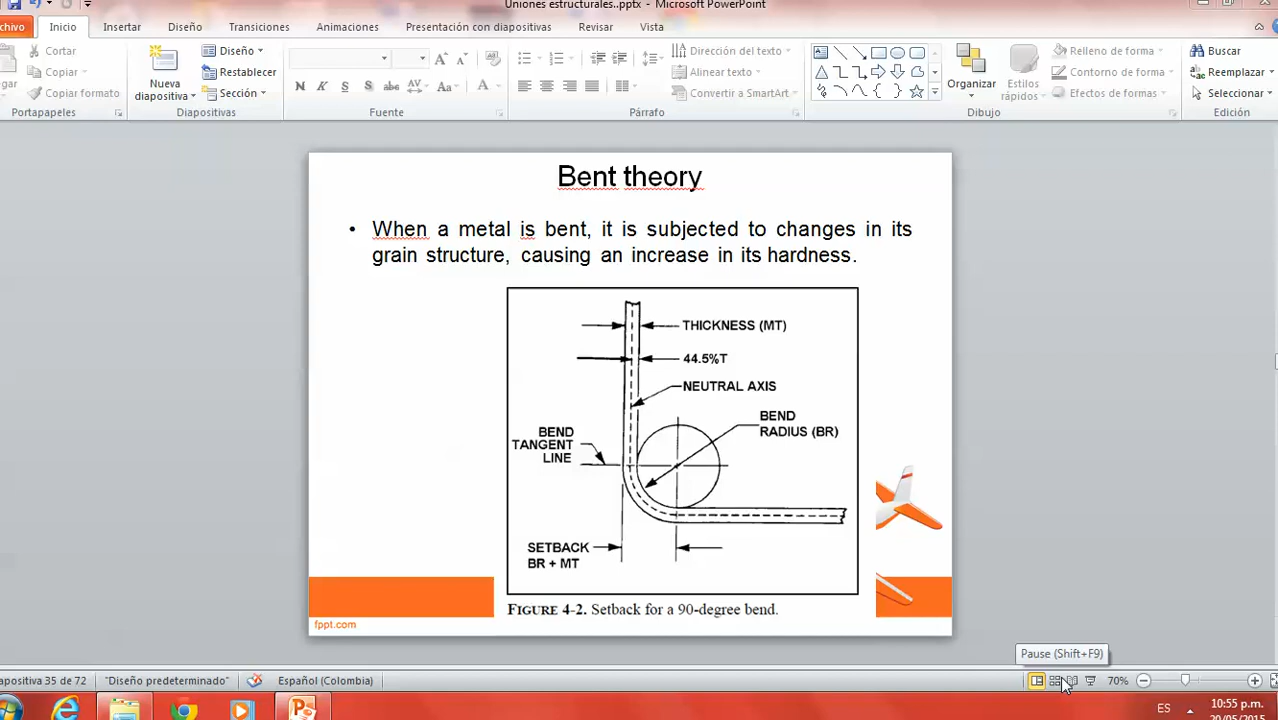 Uniones estructurales..pptx - Microsoft PowerPoint
Inicio Insertar Diseño Transiciones Animaciones Presentación con diapositivas Revisar Vista
Cortar
Copiar
Copiar formato
Portapapeles
Nueva diapositiva
Diseño
Restablecer
Sección
Diapositivas
N K S S abc AV Aa A
Fuente
Dirección del texto
Alinear texto
Convertir a SmartArt
Párrafo
Organizar
Estilos rápidos
Relleno de forma
Contorno de forma
Efectos de formas
Dibujo
Buscar
Reemplazar
Seleccionar
Edición
Bent theory
• When a metal is bent, it is subjected to changes in its
grain structure, causing an increase in its hardness.
THICKNESS (MT)
44.5%T
NEUTRAL AXIS
BEND
RADIUS (BR)
BEND
TANGENT
LINE
SETBACK
BR + MT
FIGURE 4-2. Setback for a 90-degree bend.
fppt.com
Pause (Shift+F9)
"Diseño predeterminado" Español (Colombia) 70%
ES 10:55 p.m.